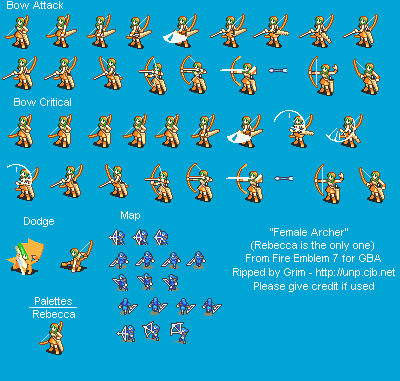 Bow Attack
Bow Critical
Dodge
Map
"Female Archer"
(Rebecca is the only one)
From Fire Emblem 7 for GBA
Ripped by Grim - http://unp.cjb.net
Please give credit if used
Palettes
Rebecca